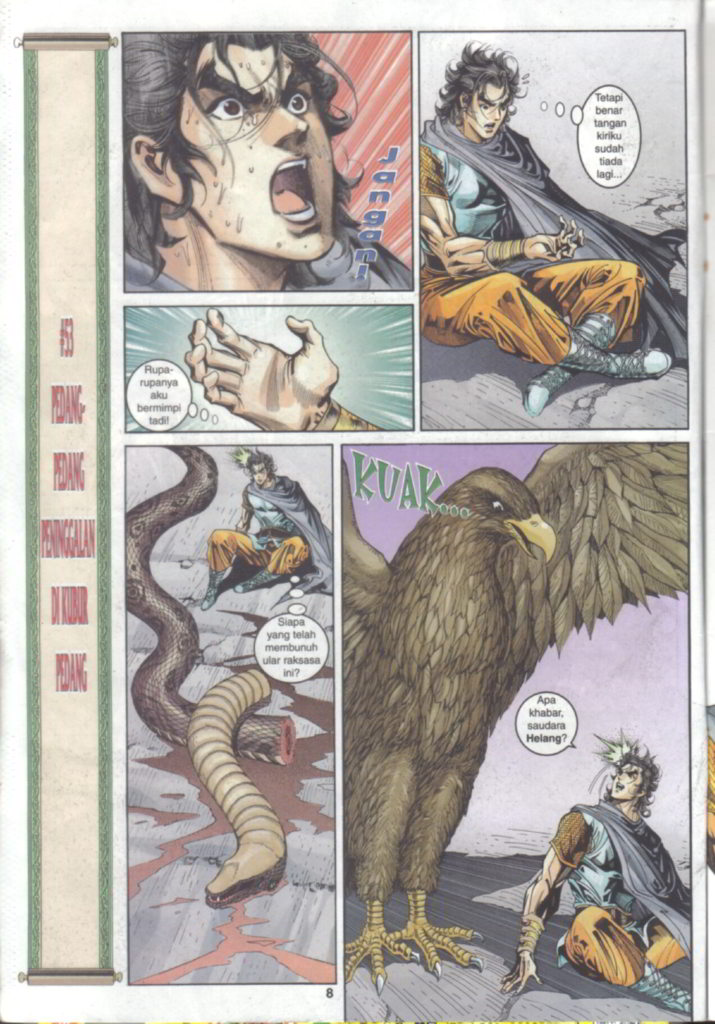 #53
PEDANG-
PEDANG
PENINGGALAN
DI KUBUR
PEDANG
Jangan!
Tetapi
benar
tangan
kiriku
sudah
tiada
lagi...
Rupa-
rupanya
aku
bermimpi
tadi!
Siapa
yang telah
membunuh
ular raksasa
ini?
KUAK...
Apa
khabar,
saudara
Helang?
8